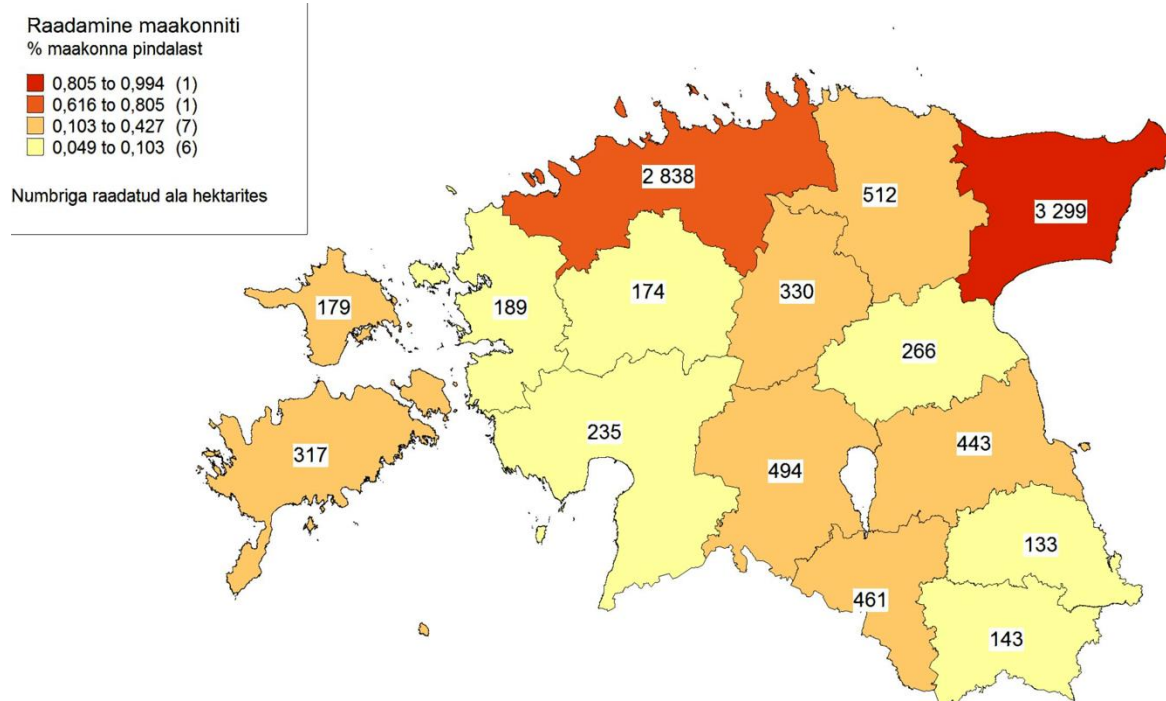 Raadamine maakonniti
% maakonna pindalast
0,805 to 0,994 (1)
0,616 to 0,805 (1)
0,103 to 0,427 (7)
0,049 to 0,103 (6)
Numbriga raadatud ala hektarites
2 838
512
3 299
179
189
174
330
266
317
235
494
443
133
461
143